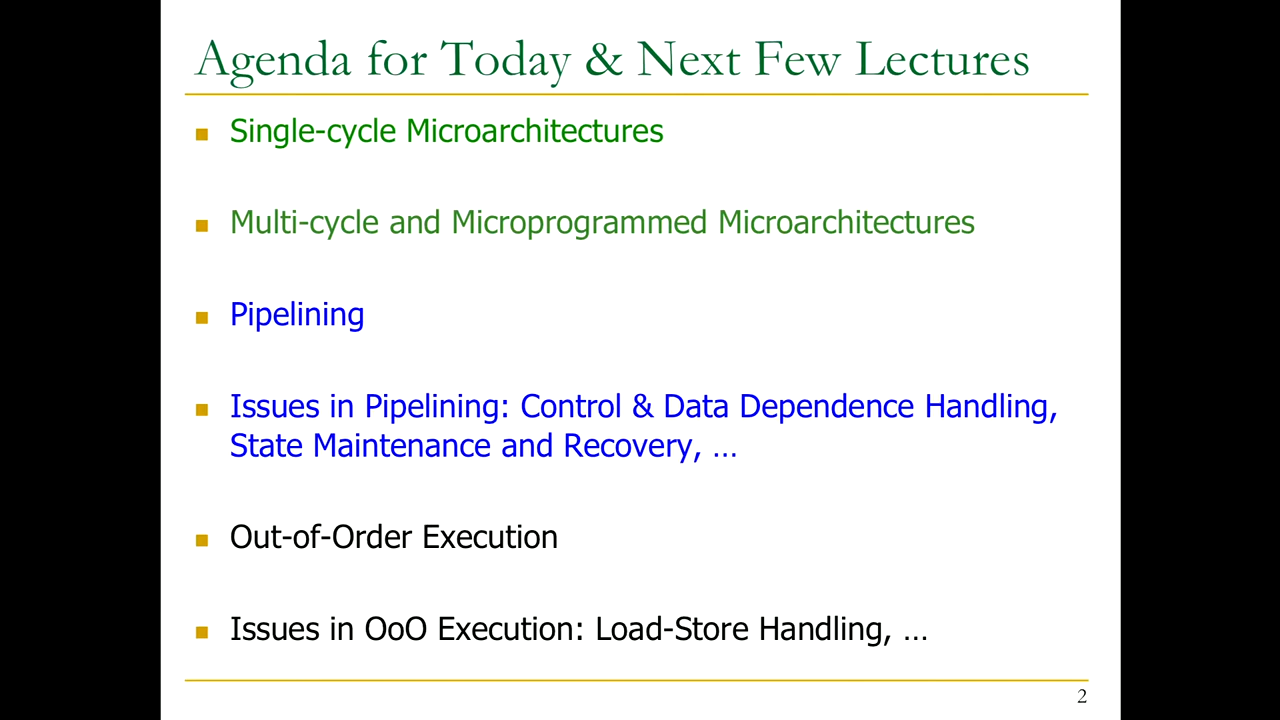 Agenda for Today & Next Few Lectures
Single-cycle Microarchitectures
Multi-cycle and Microprogrammed Microarchitectures
Pipelining
Issues in Pipelining: Control & Data Dependence Handling,
State Maintenance and Recovery, …
Out-of-Order Execution
Issues in OoO Execution: Load-Store Handling, …
2